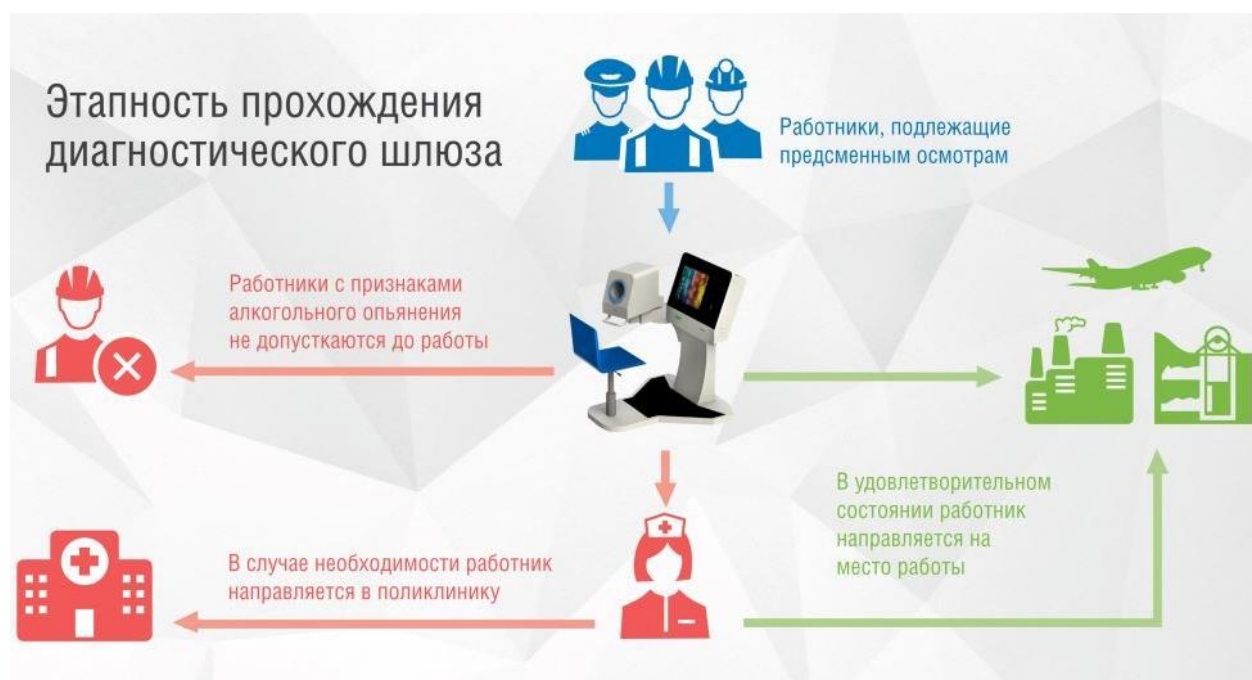 Этапность прохождения
диагностического шлюза
Работники, подлежащие
предсменным осмотрам
Работники с признаками
алкогольного опьянения
не допусткаются до работы
В удовлетворительном
состоянии работник
направляется на
место работы
В случае необходимости работник
направляется в поликлинику